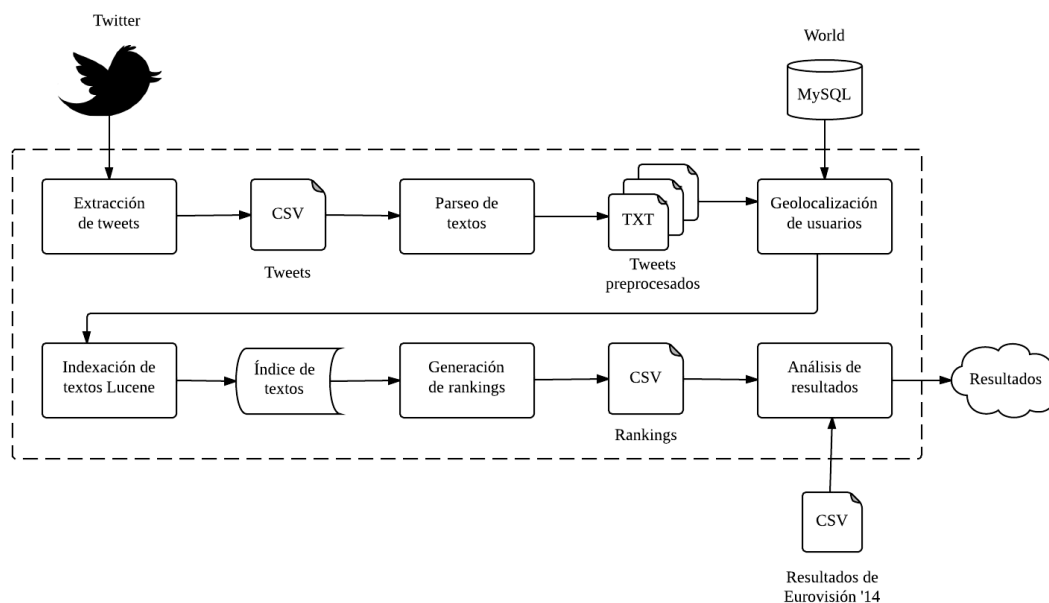 Twitter
World
MySQL
Extracción
de tweets
CSV
Tweets
Parseo de
textos
TXT
Tweets
preprocesados
Geolocalización
de usuarios
Indexación de
textos Lucene
Índice de
textos
Generación
de rankings
CSV
Rankings
Análisis de
resultados
Resultados
CSV
Resultados de
Eurovisión '14